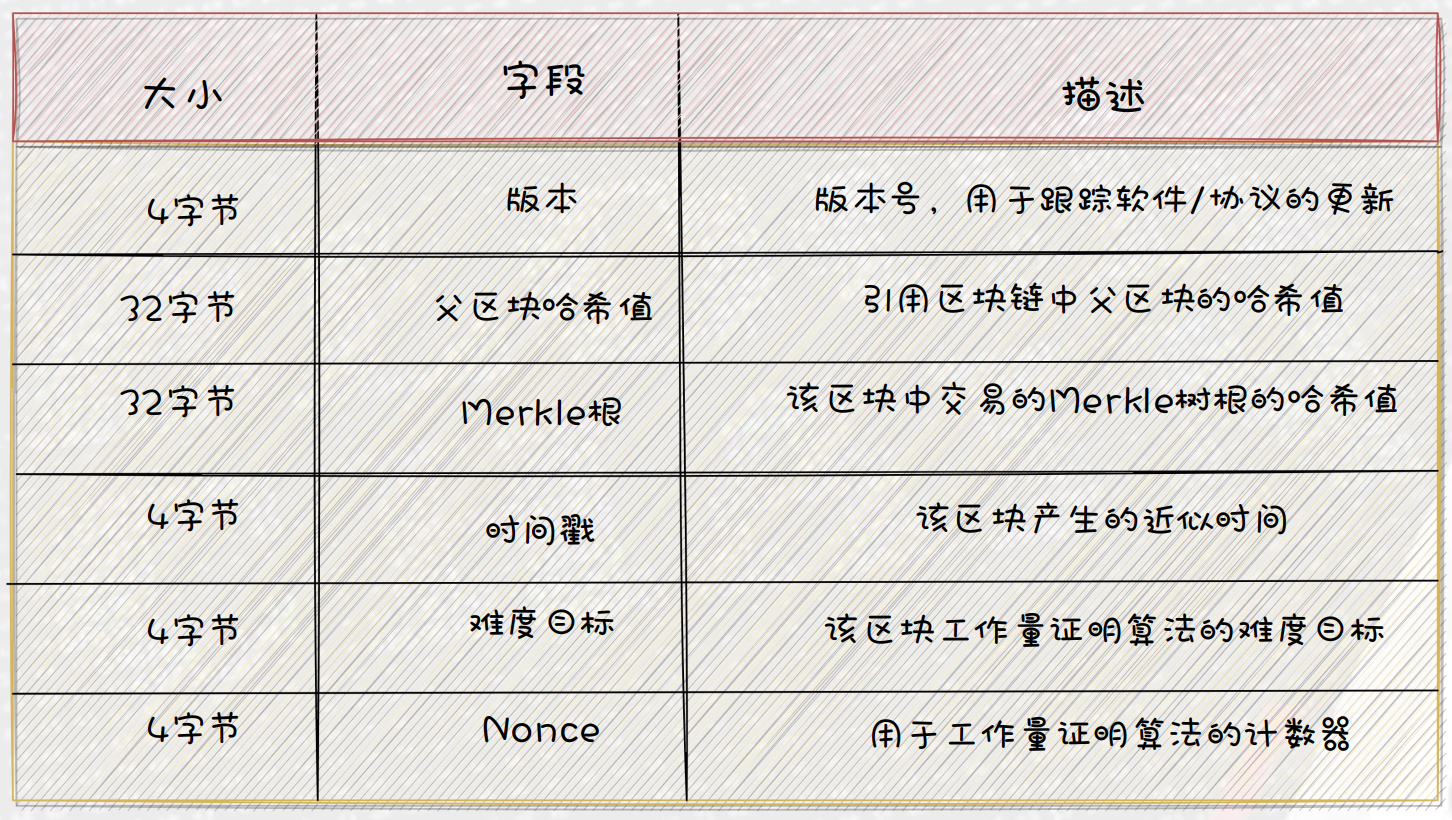 大小 字段 描述
4字节 版本 版本号，用于跟踪软件/协议的更新
32字节 父区块哈希值 引用区块链中父区块的哈希值
32字节 Merkle根 该区块中交易的Merkle树根的哈希值
4字节 时间戳 该区块产生的近似时间
4字节 难度目标 该区块工作量证明算法的难度目标
4字节 Nonce 用于工作量证明算法的计数器